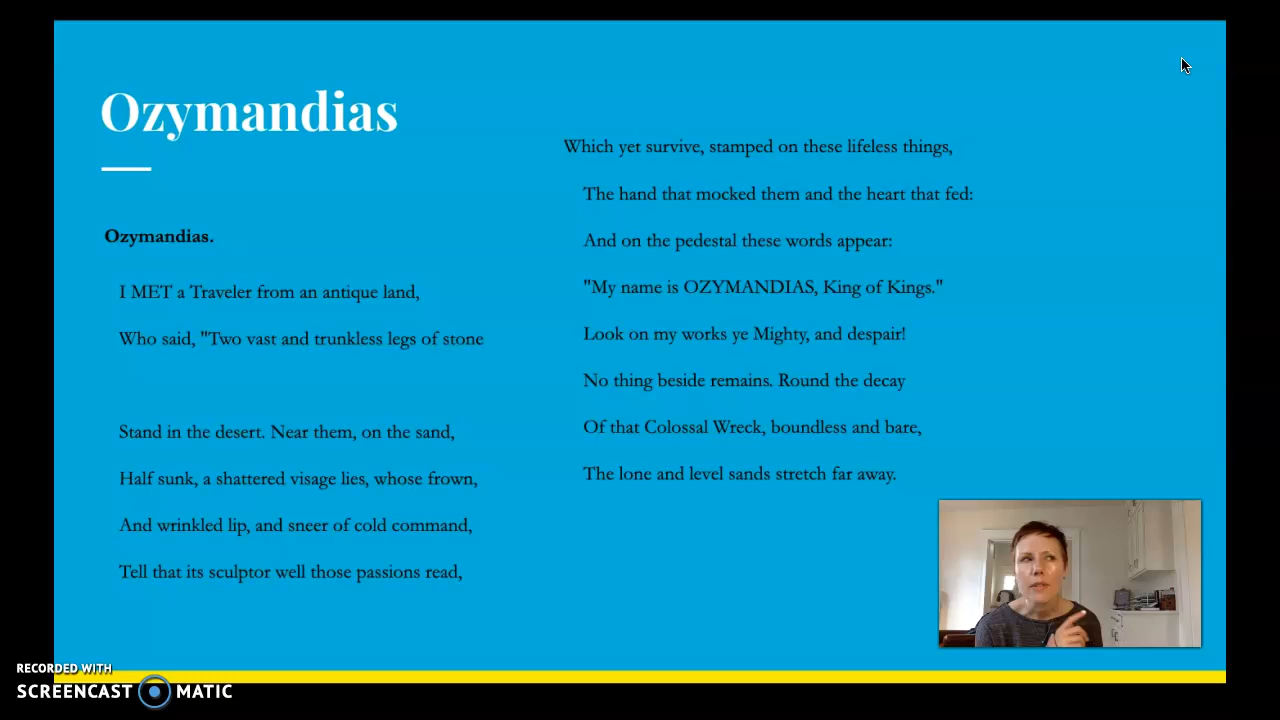 Ozymandias
Ozymandias.
I MET a Traveler from an antique land,
Who said, "Two vast and trunkless legs of stone
Stand in the desert. Near them, on the sand,
Half sunk, a shattered visage lies, whose frown,
And wrinkled lip, and sneer of cold command,
Tell that its sculptor well those passions read,
Which yet survive, stamped on these lifeless things,
The hand that mocked them and the heart that fed:
And on the pedestal these words appear:
"My name is OZYMANDIAS, King of Kings."
Look on my works ye Mighty, and despair!
No thing beside remains. Round the decay
Of that Colossal Wreck, boundless and bare,
The lone and level sands stretch far away.
RECORDED WITH
SCREENCAST MATIC